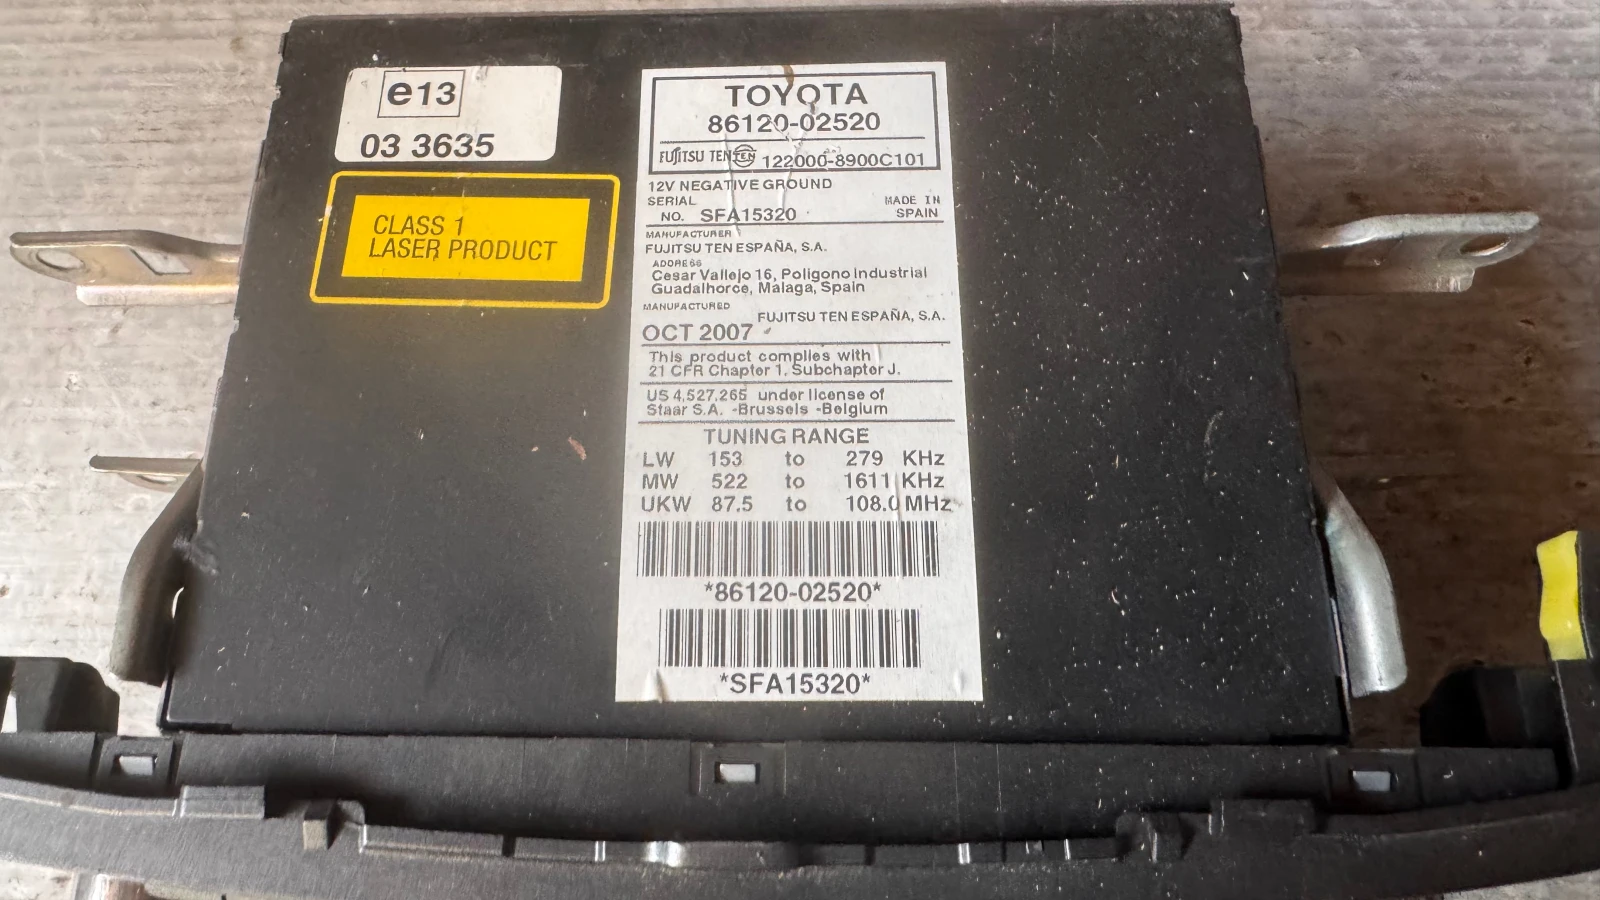 e13
03 3635
CLASS 1
LASER PRODUCT
TOYOTA
86120-02520
FUJITSU TEN TEN 122000-8900C101
12V NEGATIVE GROUND
SERIAL
NO. SFA15320
MADE IN
SPAIN
MANUFACTURER
FUJITSU TEN ESPAÑA, S.A.
ADDRESS
Cesar Vallejo 16, Poligono Industrial
Guadalhorce, Malaga, Spain
MANUFACTURED
FUJITSU TEN ESPAÑA, S.A.
OCT 2007
This product complies with
21 CFR Chapter 1, Subchapter J.
US 4,527,265 under license of
Staar S.A. -Brussels -Belgium
TUNING RANGE
LW 153 to 279 KHz
MW 522 to 1611 KHz
UKW 87.5 to 108.0 MHz
*86120-02520*
*SFA15320*